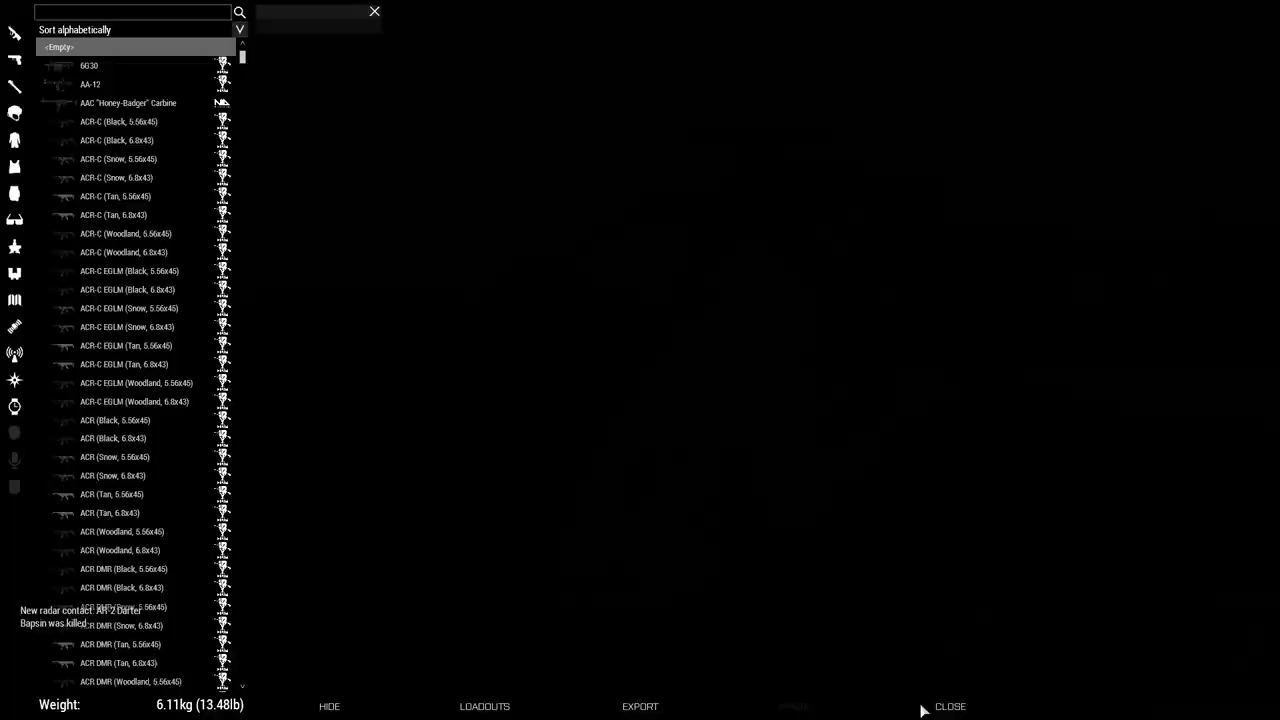 Sort alphabetically
<Empty>
6G30
AA-12
AAC "Honey-Badger" Carbine
ACR-C (Black, 5.56x45)
ACR-C (Black, 6.8x43)
ACR-C (Snow, 5.56x45)
ACR-C (Snow, 6.8x43)
ACR-C (Tan, 5.56x45)
ACR-C (Tan, 6.8x43)
ACR-C (Woodland, 5.56x45)
ACR-C (Woodland, 6.8x43)
ACR-C EGLM (Black, 5.56x45)
ACR-C EGLM (Black, 6.8x43)
ACR-C EGLM (Snow, 5.56x45)
ACR-C EGLM (Snow, 6.8x43)
ACR-C EGLM (Tan, 5.56x45)
ACR-C EGLM (Tan, 6.8x43)
ACR-C EGLM (Woodland, 5.56x45)
ACR-C EGLM (Woodland, 6.8x43)
ACR (Black, 5.56x45)
ACR (Black, 6.8x43)
ACR (Snow, 5.56x45)
ACR (Snow, 6.8x43)
ACR (Tan, 5.56x45)
ACR (Tan, 6.8x43)
ACR (Woodland, 5.56x45)
ACR (Woodland, 6.8x43)
ACR DMR (Black, 5.56x45)
ACR DMR (Black, 6.8x43)
ACR DMR (Snow, 5.56x45)
New radar contact: AR-2 Darter
Bapsin was killed
ACR DMR (Snow, 6.8x43)
ACR DMR (Tan, 5.56x45)
ACR DMR (Tan, 6.8x43)
ACR DMR (Woodland, 5.56x45)
Weight: 6.11kg (13.48lb)
HIDE LOADOUTS EXPORT CLOSE